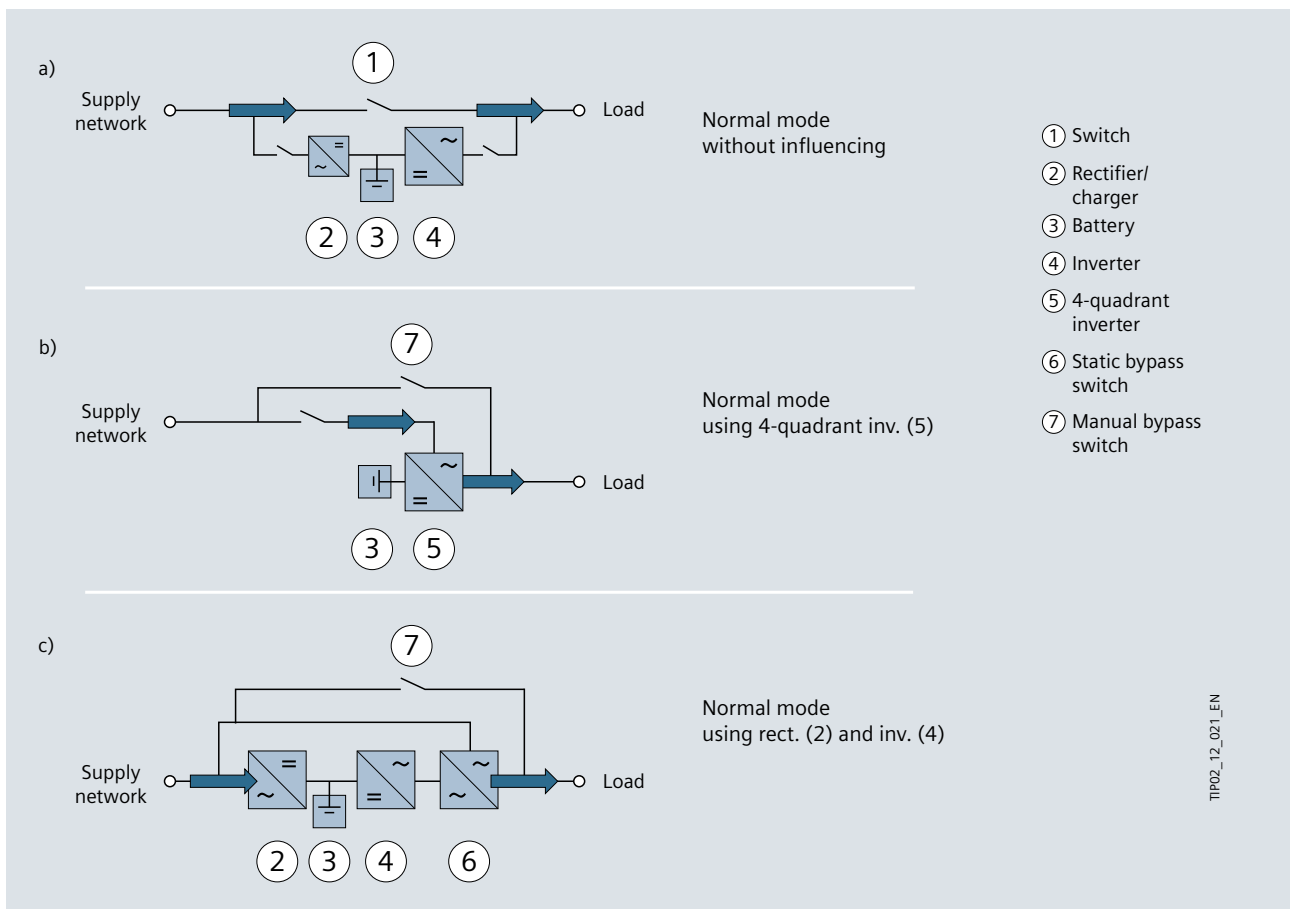 a)
1
Supply
network
Load
~
=
~
=
2
3
4
Normal mode
without influencing
b)
7
Supply
network
~
=
Load
3
5
Normal mode
using 4-quadrant inv. (5)
c)
7
Supply
network
=
~
~
=
~
~
Load
2
3
4
6
Normal mode
using rect. (2) and inv. (4)
1 Switch
2 Rectifier/
charger
3 Battery
4 Inverter
5 4-quadrant
inverter
6 Static bypass
switch
7 Manual bypass
switch
TIP02_12_021_EN